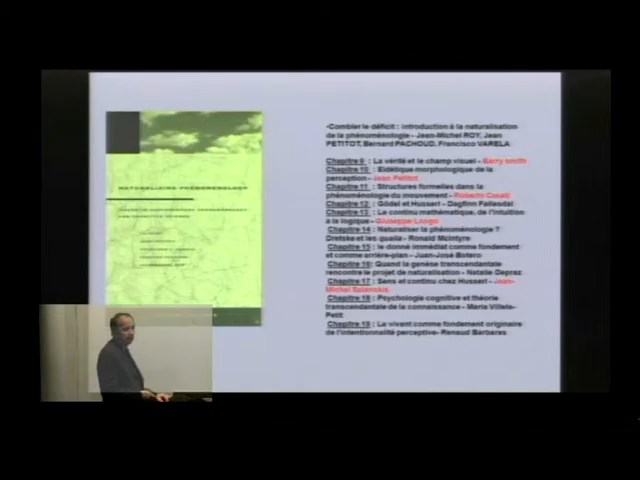 NATURALIZING PHENOMENOLOGY
•Combler le déficit : introduction à la naturalisation
de la phénoménologie - Jean-Michel ROY, Jean
PETITOT, Bernard PACHOUD, Francisco VARELA
Chapitre 9 : La vérité et le champ visuel - Barry smith
Chapitre 10 : Eidétique morphologique de la
perception - Jean Petitot
Chapitre 11 : Structures formelles dans la
phénoménologie du mouvement - Roberto Casati
Chapitre 12 : Gödel et Husserl - Dagfinn Føllesdal
Chapitre 13 : Le continu mathématique, de l'intuition
à la logique - Giuseppe Longo
Chapitre 14 : Naturaliser la phénoménologie ?
Dretske et les qualia - Ronald McIntyre
Chapitre 15 : le donné immédiat comme fondement
et comme arrière-plan - Juan-José Botero
Chapitre 16: Quand la genèse transcendantale
rencontre le projet de naturalisation - Natalie Depraz
Chapitre 17 : Sens et continu chez Husserl - Jean-
Michel Salanskis
Chapitre 18 : Psychologie cognitive et théorie
transcendantale de la connaissance - Maria Villela-
Petit
Chapitre 19 : Le vivant comme fondement originaire
de l'intentionnalité perceptive - Renaud Barbaras